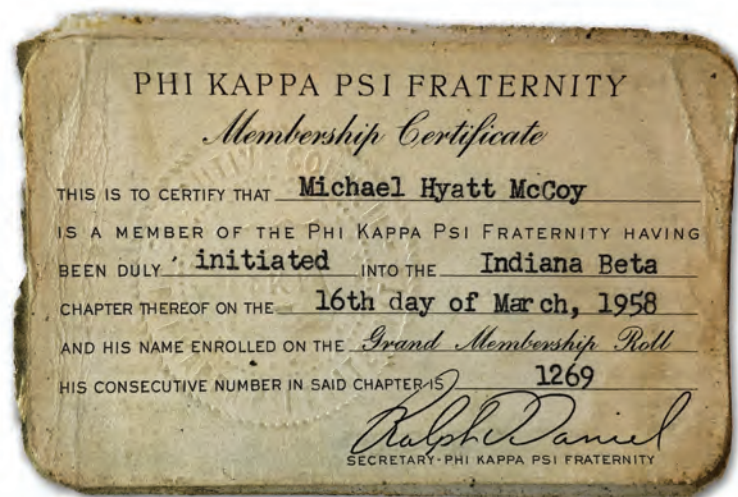 PHI KAPPA PSI FRATERNITY
Membership Certificate
THIS IS TO CERTIFY THAT Michael Hyatt McCoy
IS A MEMBER OF THE PHI KAPPA PSI FRATERNITY HAVING
BEEN DULY initiated INTO THE Indiana Beta
CHAPTER THEREOF ON THE 16th day of March, 1958
AND HIS NAME ENROLLED ON THE Grand Membership Roll
HIS CONSECUTIVE NUMBER IN SAID CHAPTER IS 1269
Ralph D. Daniel
SECRETARY-PHI KAPPA PSI FRATERNITY